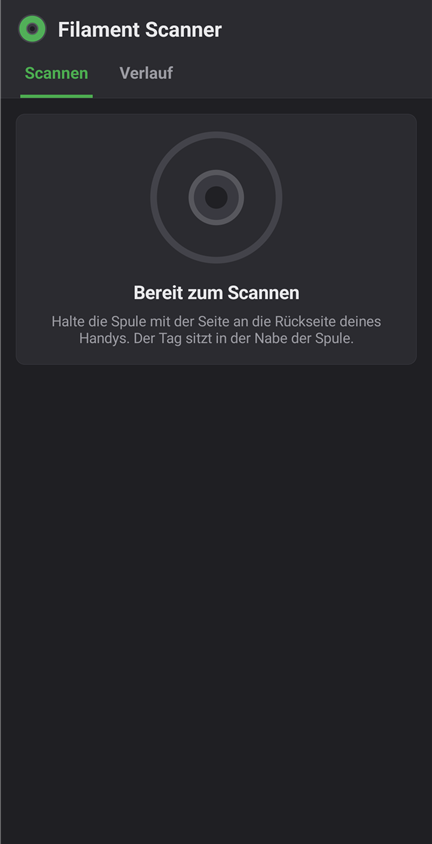 Filament Scanner
Scannen
Verlauf
Bereit zum Scannen
Halte die Spule mit der Seite an die Rückseite deines
Handys. Der Tag sitzt in der Nabe der Spule.